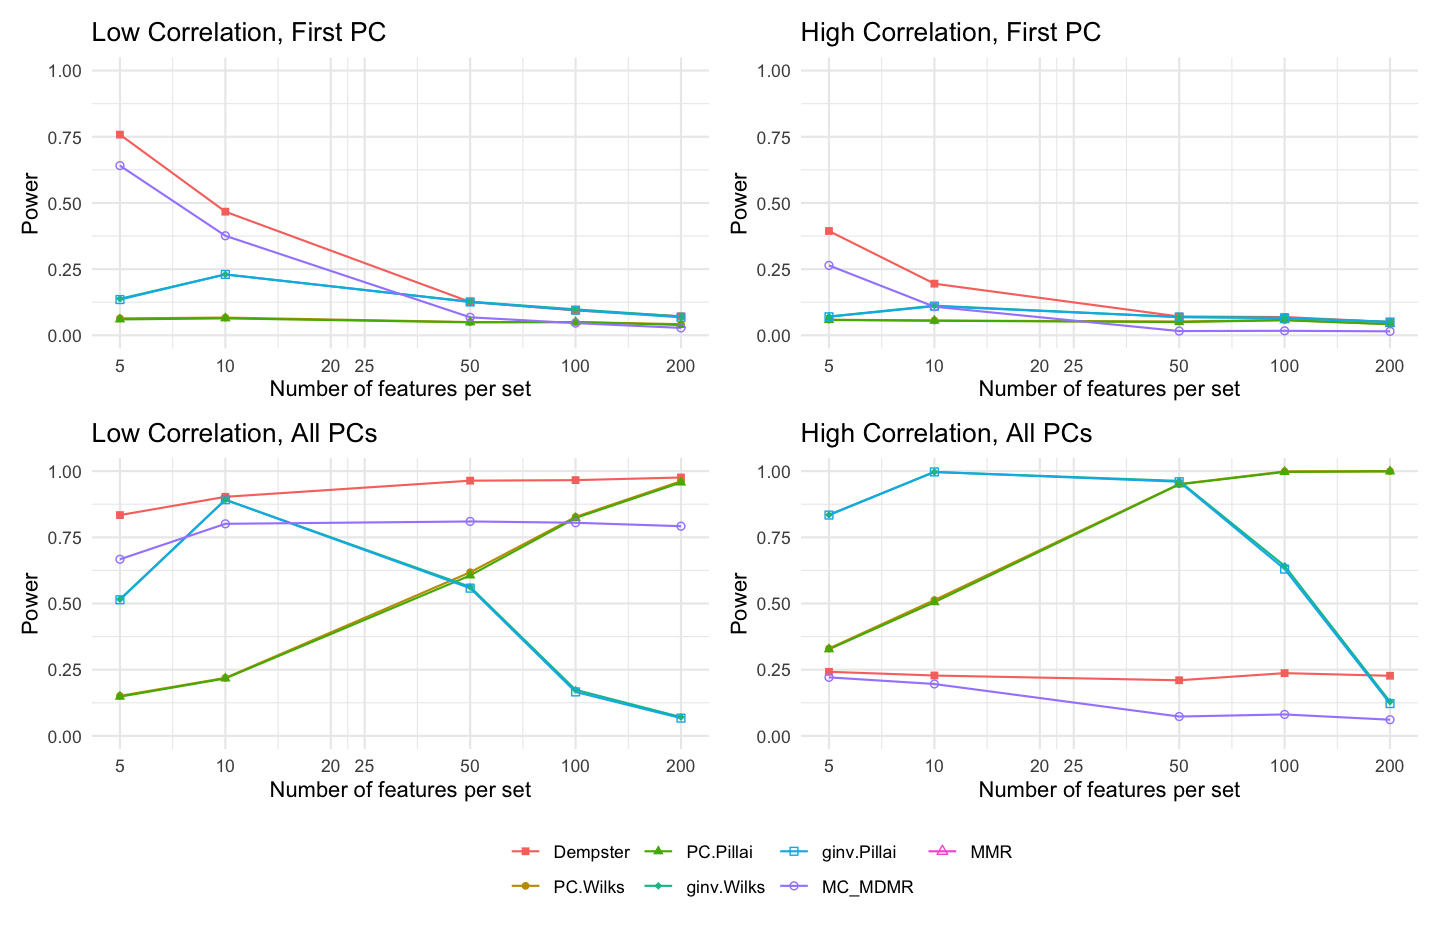 Low Correlation, First PC
1.00
0.75
0.50
0.25
0.00
Power
5 10 20 25 50 100 200
Number of features per set
High Correlation, First PC
1.00
0.75
0.50
0.25
0.00
Power
5 10 20 25 50 100 200
Number of features per set
Low Correlation, All PCs
1.00
0.75
0.50
0.25
0.00
Power
5 10 20 25 50 100 200
Number of features per set
High Correlation, All PCs
1.00
0.75
0.50
0.25
0.00
Power
5 10 20 25 50 100 200
Number of features per set
Dempster PC.Pillai ginv.Pillai MMR
PC.Wilks ginv.Wilks MC_MDMR